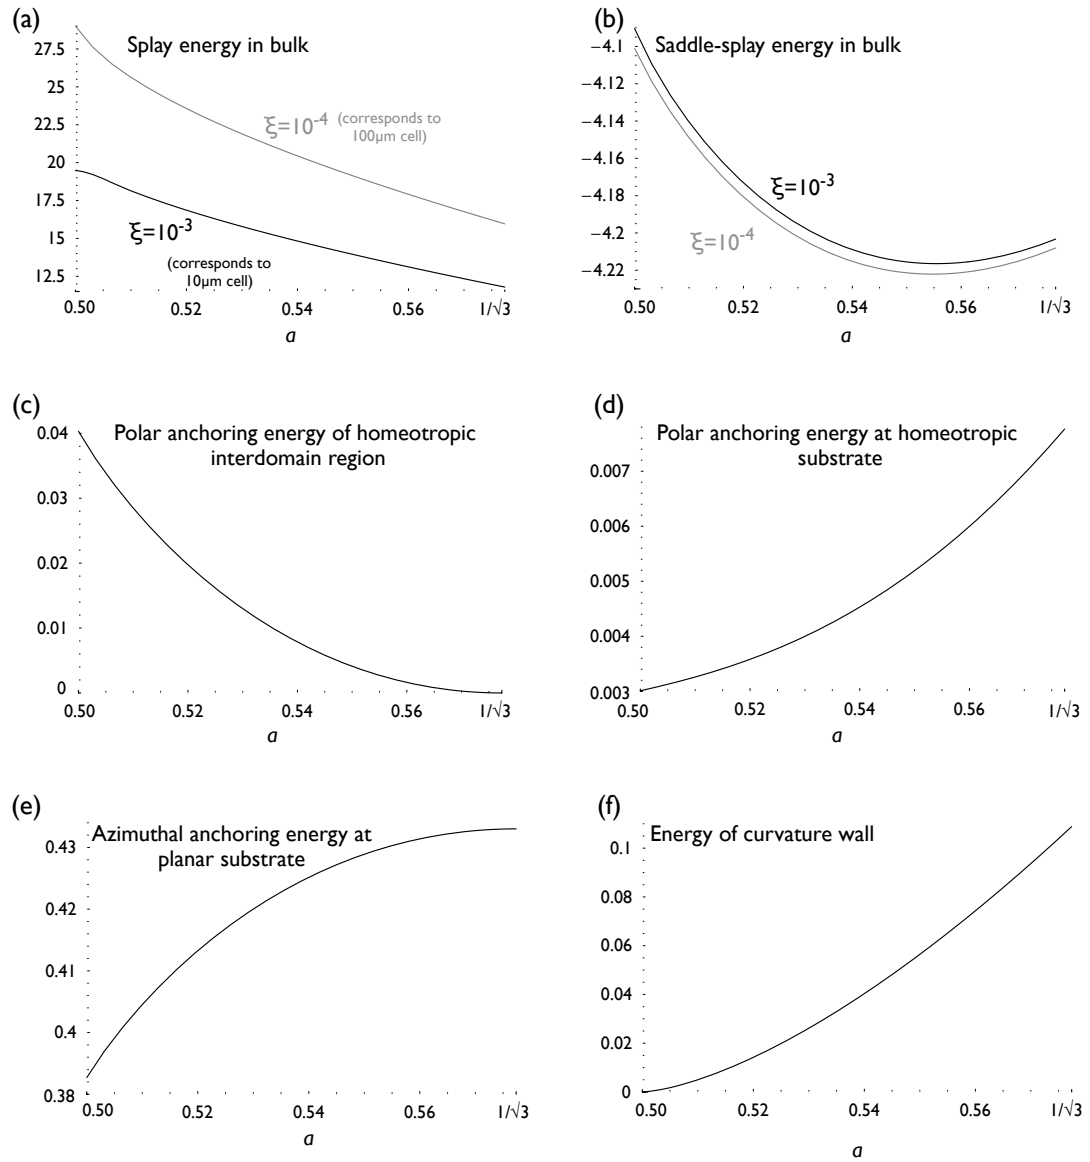 (a)
Splay energy in bulk
27.5
25
22.5
20
17.5
15
12.5
ξ=10⁻⁴ (corresponds to
100μm cell)
ξ=10⁻³
(corresponds to
10μm cell)
0.50 0.52 0.54 0.56 1/√3
a
(b)
Saddle-splay energy in bulk
−4.1
−4.12
−4.14
−4.16
−4.18
−4.2
−4.22
ξ=10⁻³
ξ=10⁻⁴
0.50 0.52 0.54 0.56 1/√3
a
(c)
Polar anchoring energy of homeotropic
interdomain region
0.04
0.03
0.02
0.01
0
0.50 0.52 0.54 0.56 1/√3
a
(d)
Polar anchoring energy at homeotropic
substrate
0.007
0.006
0.005
0.004
0.003
0.50 0.52 0.54 0.56 1/√3
a
(e)
Azimuthal anchoring energy at
planar substrate
0.43
0.42
0.41
0.4
0.38
0.50 0.52 0.54 0.56 1/√3
a
(f)
Energy of curvature wall
0.1
0.08
0.06
0.04
0.02
0
0.50 0.52 0.54 0.56 1/√3
a